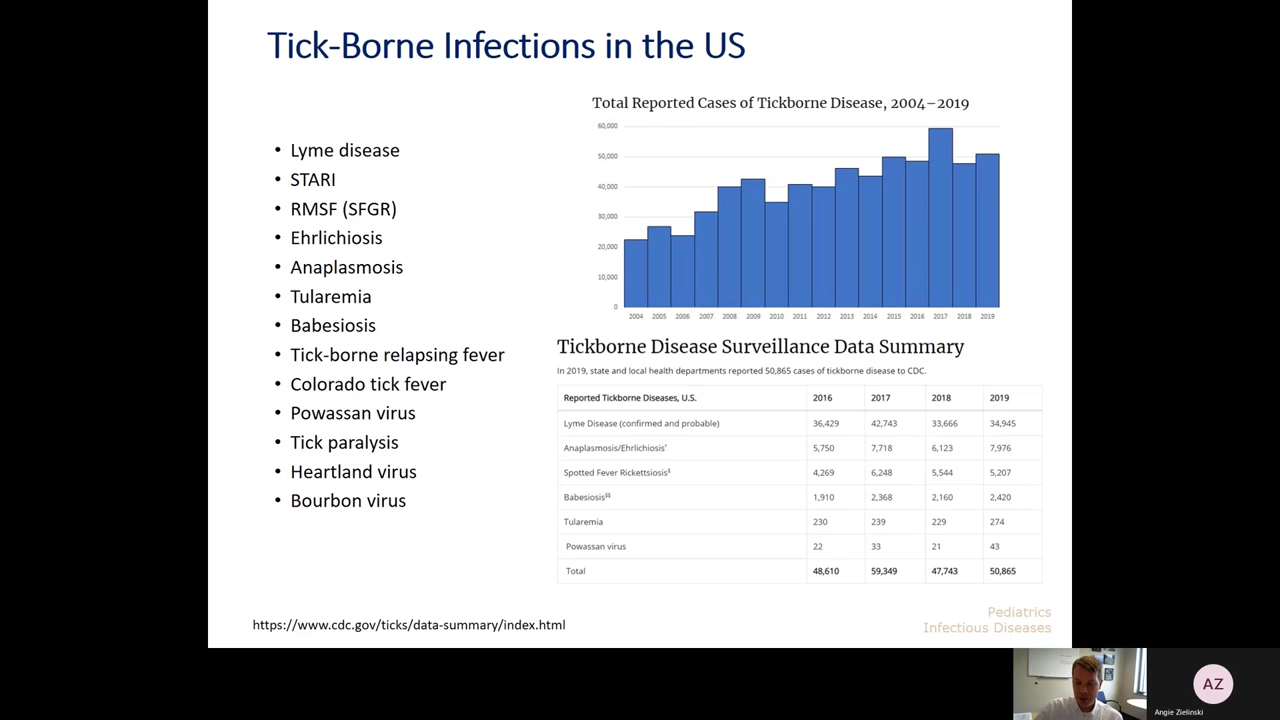 Tick-Borne Infections in the US
• Lyme disease
• STARI
• RMSF (SFGR)
• Ehrlichiosis
• Anaplasmosis
• Tularemia
• Babesiosis
• Tick-borne relapsing fever
• Colorado tick fever
• Powassan virus
• Tick paralysis
• Heartland virus
• Bourbon virus
Total Reported Cases of Tickborne Disease, 2004–2019
60,000
50,000
40,000
30,000
20,000
10,000
0
2004 2005 2006 2007 2008 2009 2010 2011 2012 2013 2014 2015 2016 2017 2018 2019
Tickborne Disease Surveillance Data Summary
In 2019, state and local health departments reported 50,865 cases of tickborne disease to CDC.
Reported Tickborne Diseases, U.S. 2016 2017 2018 2019
Lyme Disease (confirmed and probable) 36,429 42,743 33,666 34,945
Anaplasmosis/Ehrlichiosis* 5,750 7,718 6,123 7,976
Spotted Fever Rickettsiosis§ 4,269 6,248 5,544 5,207
Babesiosis§§ 1,910 2,368 2,160 2,420
Tularemia 230 239 229 274
Powassan virus 22 33 21 43
Total 48,610 59,349 47,743 50,865
https://www.cdc.gov/ticks/data-summary/index.html
Pediatrics
Infectious Diseases
AZ
Angie Zielinski